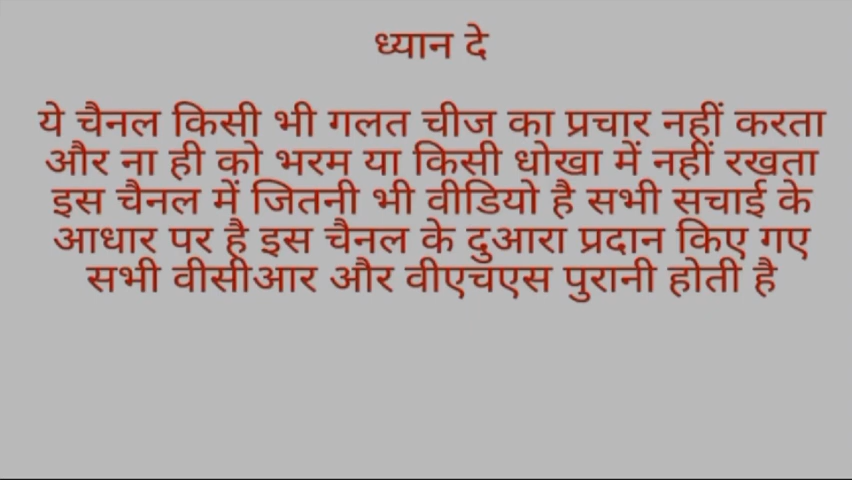 ध्यान दे
ये चैनल किसी भी गलत चीज का प्रचार नहीं करता
और ना ही को भरम या किसी धोखा में नहीं रखता
इस चैनल में जितनी भी वीडियो है सभी सचाई के
आधार पर है इस चैनल के दुआरा प्रदान किए गए
सभी वीसीआर और वीएचएस पुरानी होती है